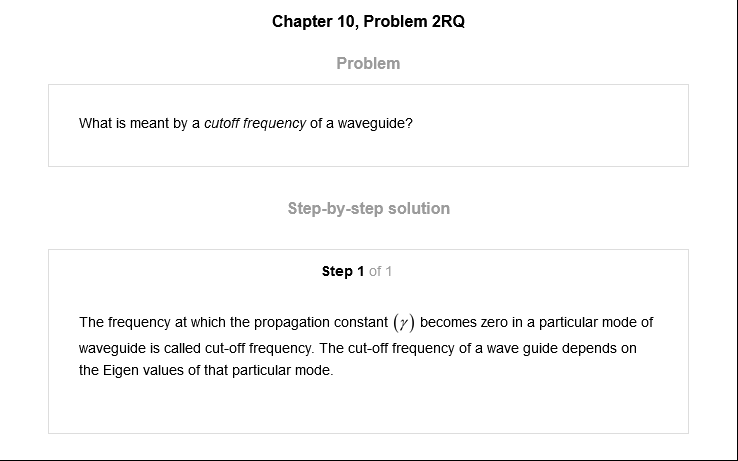 Chapter 10, Problem 2RQ
Problem
What is meant by a cutoff frequency of a waveguide?
Step-by-step solution
Step 1 of 1
The frequency at which the propagation constant (γ) becomes zero in a particular mode of
waveguide is called cut-off frequency. The cut-off frequency of a wave guide depends on
the Eigen values of that particular mode.